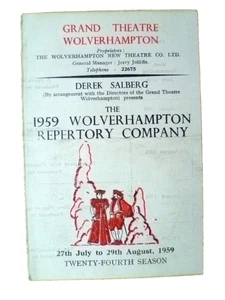 GRAND THEATRE
WOLVERHAMPTON
Proprietors :
THE WOLVERHAMPTON NEW THEATRE CO. LTD.
General Manager : Jerry Jolliffe
Telephone - 22675
DEREK SALBERG
(By arrangement with the Directors of the Grand Theatre
Wolverhampton) presents
THE
1959 WOLVERHAMPTON
REPERTORY COMPANY
27th July to 29th August, 1959
TWENTY-FOURTH SEASON